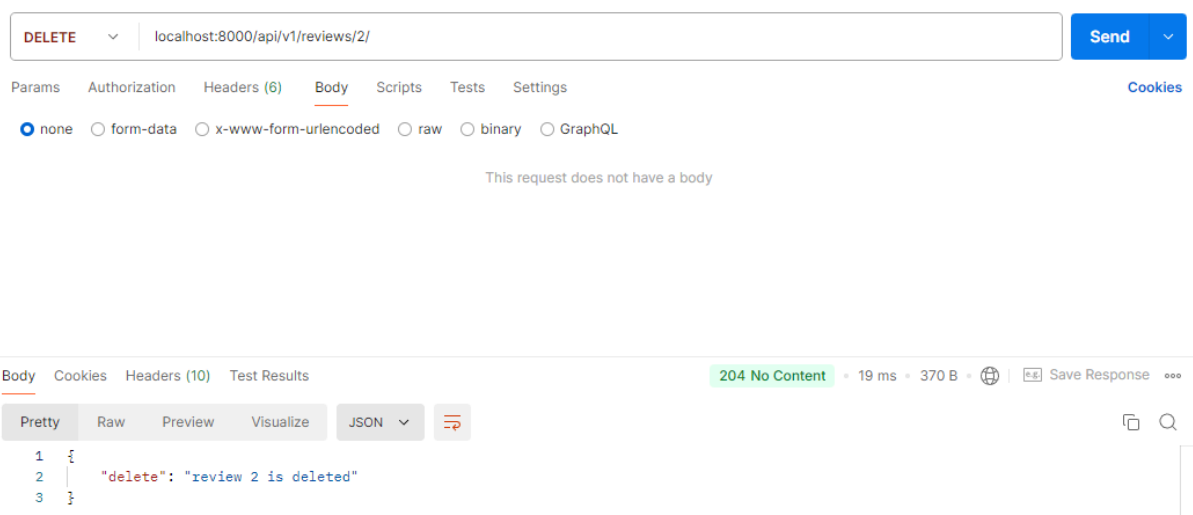 DELETE localhost:8000/api/v1/reviews/2/ Send
Params Authorization Headers (6) Body Scripts Tests Settings Cookies
none form-data x-www-form-urlencoded raw binary GraphQL
This request does not have a body
Body Cookies Headers (10) Test Results 204 No Content 19 ms 370 B e.g. Save Response
Pretty Raw Preview Visualize JSON
1 {
2 "delete": "review 2 is deleted"
3 }